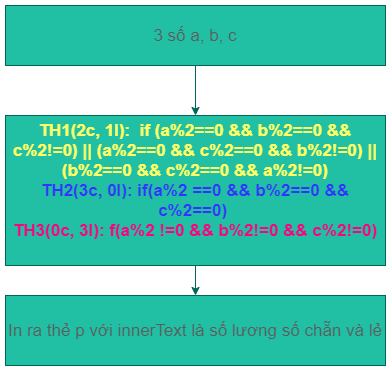 3 số a, b, c
TH1(2c, 1l):  if (a%2==0 && b%2==0 &&
c%2!=0) || (a%2==0 && c%2==0 && b%2!=0) ||
(b%2==0 && c%2==0 && a%2!=0)
TH2(3c, 0l): if(a%2 ==0 && b%2==0 &&
c%2==0)
TH3(0c, 3l): f(a%2 !=0 && b%2!=0 && c%2!=0)
In ra thẻ p với innerText là số lương số chẵn và lẻ